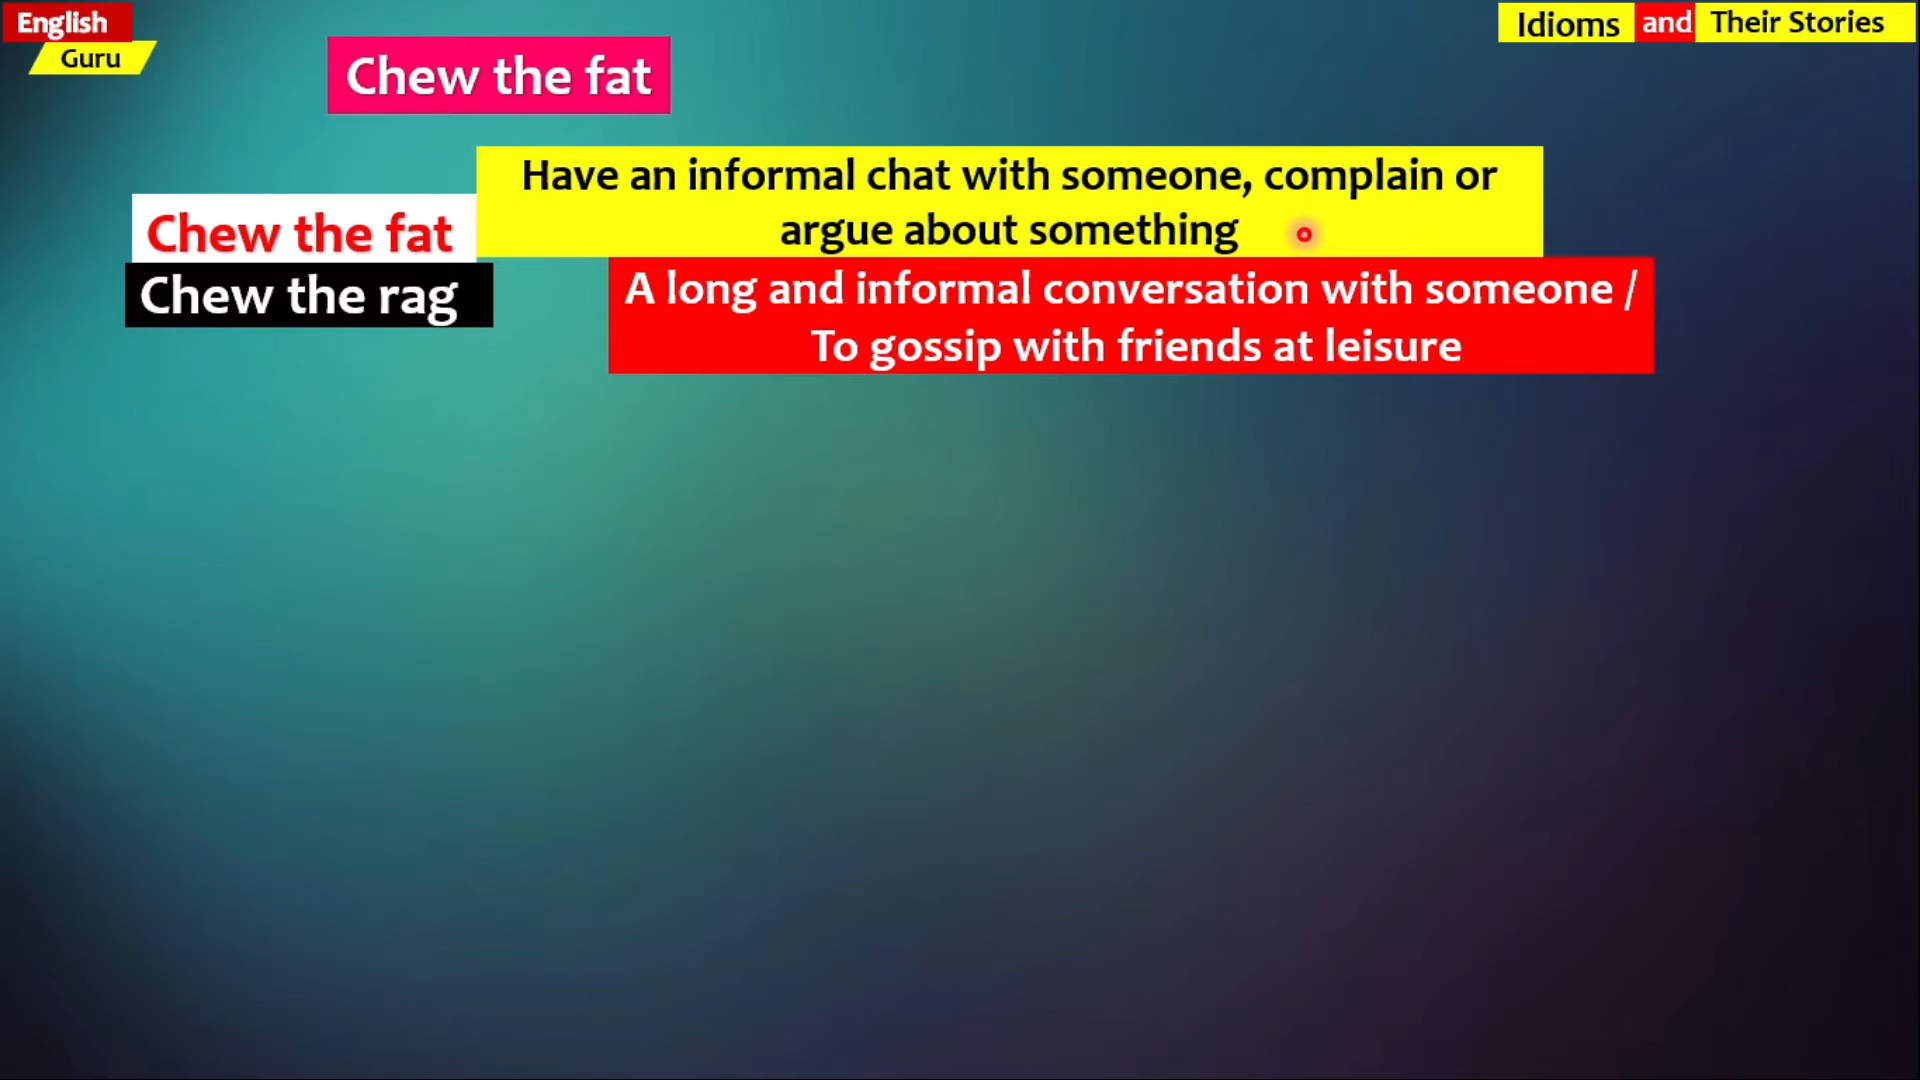 English
Guru
Idioms and Their Stories
Chew the fat
Have an informal chat with someone, complain or
argue about something
Chew the fat
Chew the rag
A long and informal conversation with someone /
To gossip with friends at leisure